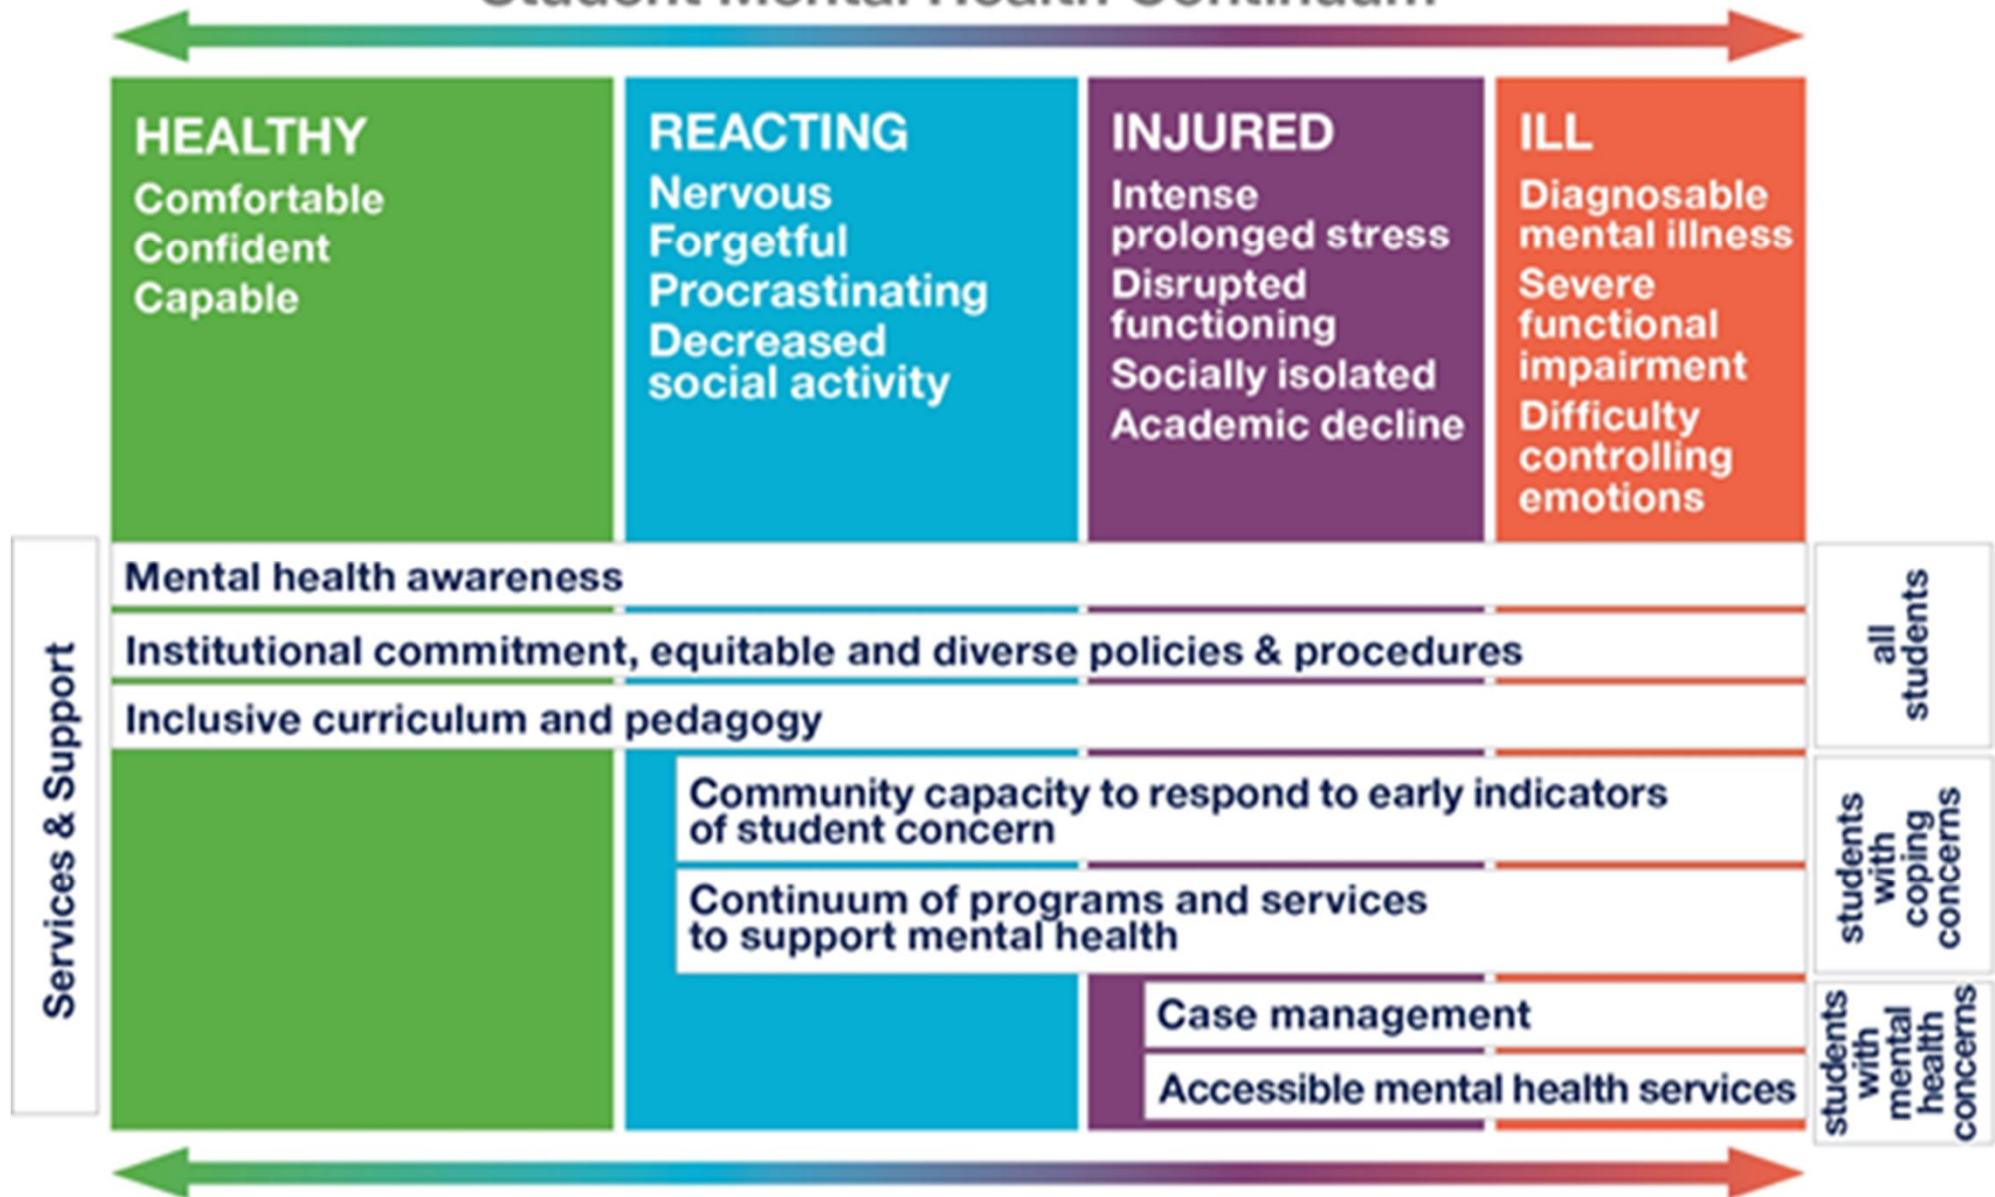 Student Mental Health Continuum
HEALTHY
Comfortable
Confident
Capable
REACTING
Nervous
Forgetful
Procrastinating
Decreased
social activity
INJURED
Intense
prolonged stress
Disrupted
functioning
Socially isolated
Academic decline
ILL
Diagnosable
mental illness
Severe
functional
impairment
Difficulty
controlling
emotions
Services & Support
Mental health awareness
Institutional commitment, equitable and diverse policies & procedures
Inclusive curriculum and pedagogy
all
students
Community capacity to respond to early indicators
of student concern
Continuum of programs and services
to support mental health
students
with
coping
concerns
Case management
Accessible mental health services
students
with
mental
health
concerns